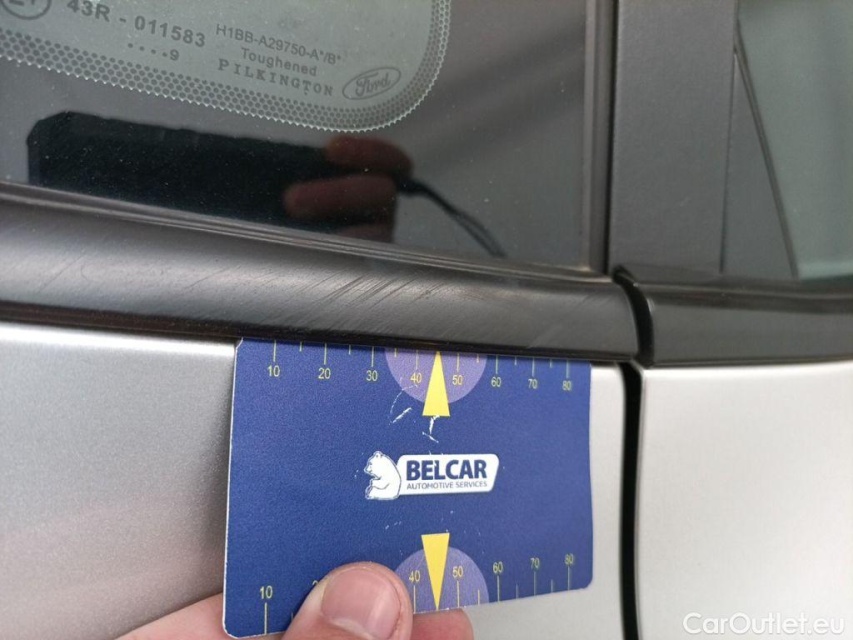 43R - 011583
H1BB-A29750-A*/B*
....9
Toughened
PILKINGTON
Ford
10 20 30 40 50 60 70 80
BELCAR
AUTOMOTIVE SERVICES
10 40 50 60 70 80
CarOutlet.eu